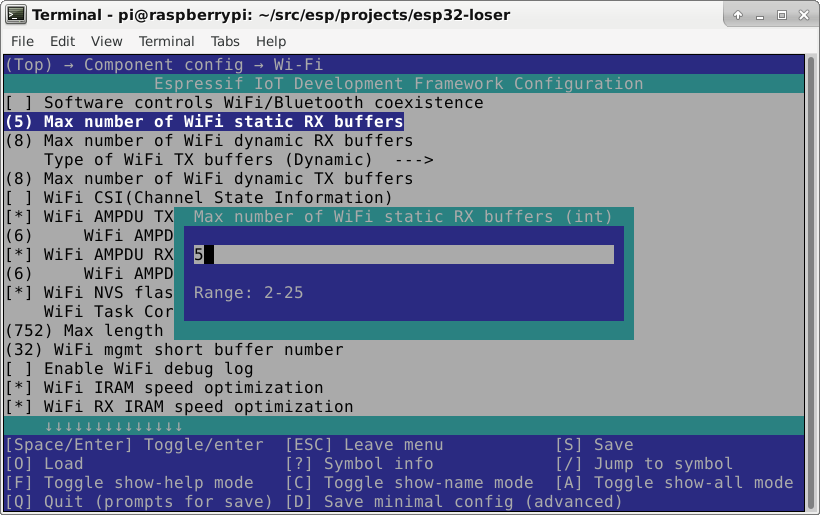 Terminal - pi@raspberrypi: ~/src/esp/projects/esp32-loser
File Edit View Terminal Tabs Help
(Top) → Component config → Wi-Fi
Espressif IoT Development Framework Configuration
[ ] Software controls WiFi/Bluetooth coexistence
(5) Max number of WiFi static RX buffers
(8) Max number of WiFi dynamic RX buffers
Type of WiFi TX buffers (Dynamic) --->
(8) Max number of WiFi dynamic TX buffers
[ ] WiFi CSI(Channel State Information)
[*] WiFi AMPDU TX
(6) WiFi AMPD
[*] WiFi AMPDU RX
(6) WiFi AMPD
[*] WiFi NVS flas
WiFi Task Cor
(752) Max length
Max number of WiFi static RX buffers (int)
5
Range: 2-25
(32) WiFi mgmt short buffer number
[ ] Enable WiFi debug log
[*] WiFi IRAM speed optimization
[*] WiFi RX IRAM speed optimization
↓↓↓↓↓↓↓↓↓↓↓↓↓↓
[Space/Enter] Toggle/enter [ESC] Leave menu [S] Save
[O] Load [?] Symbol info [/] Jump to symbol
[F] Toggle show-help mode [C] Toggle show-name mode [A] Toggle show-all mode
[Q] Quit (prompts for save) [D] Save minimal config (advanced)